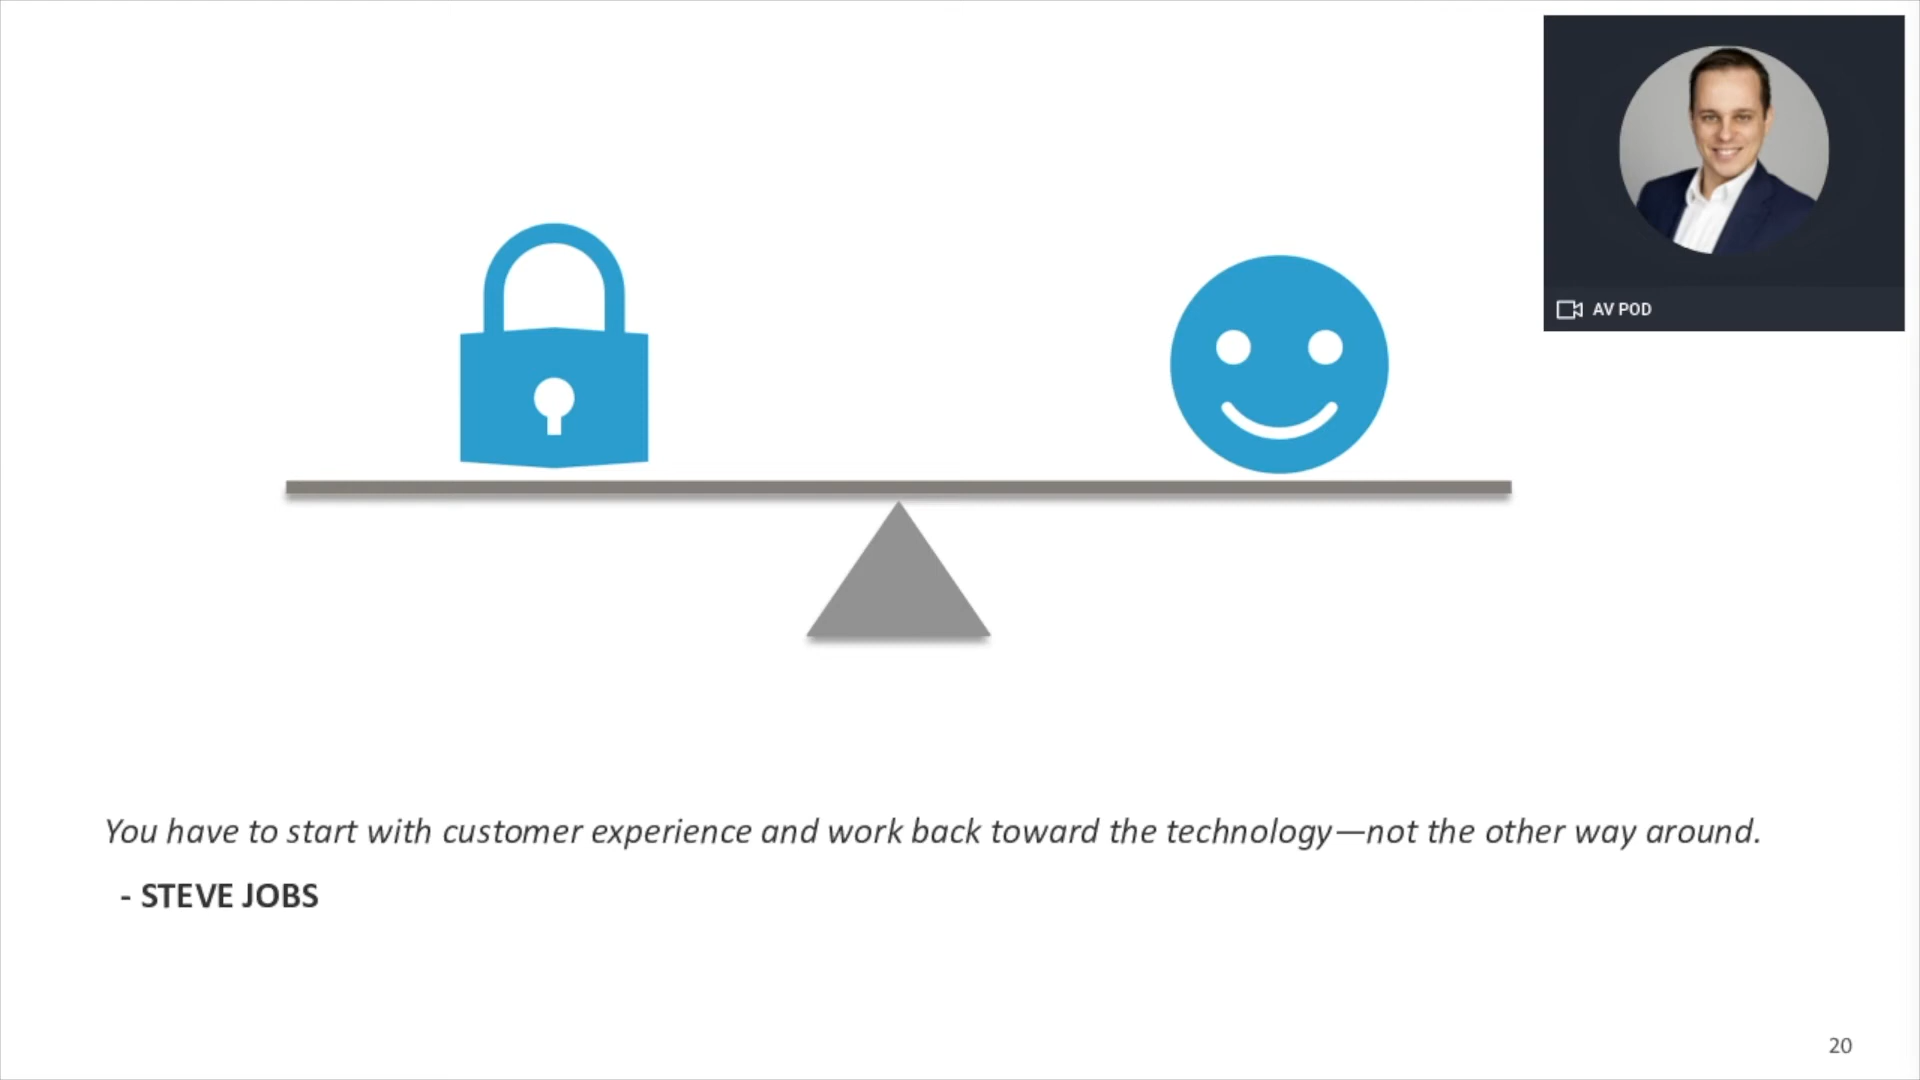 AV POD
You have to start with customer experience and work back toward the technology—not the other way around.
- STEVE JOBS
20